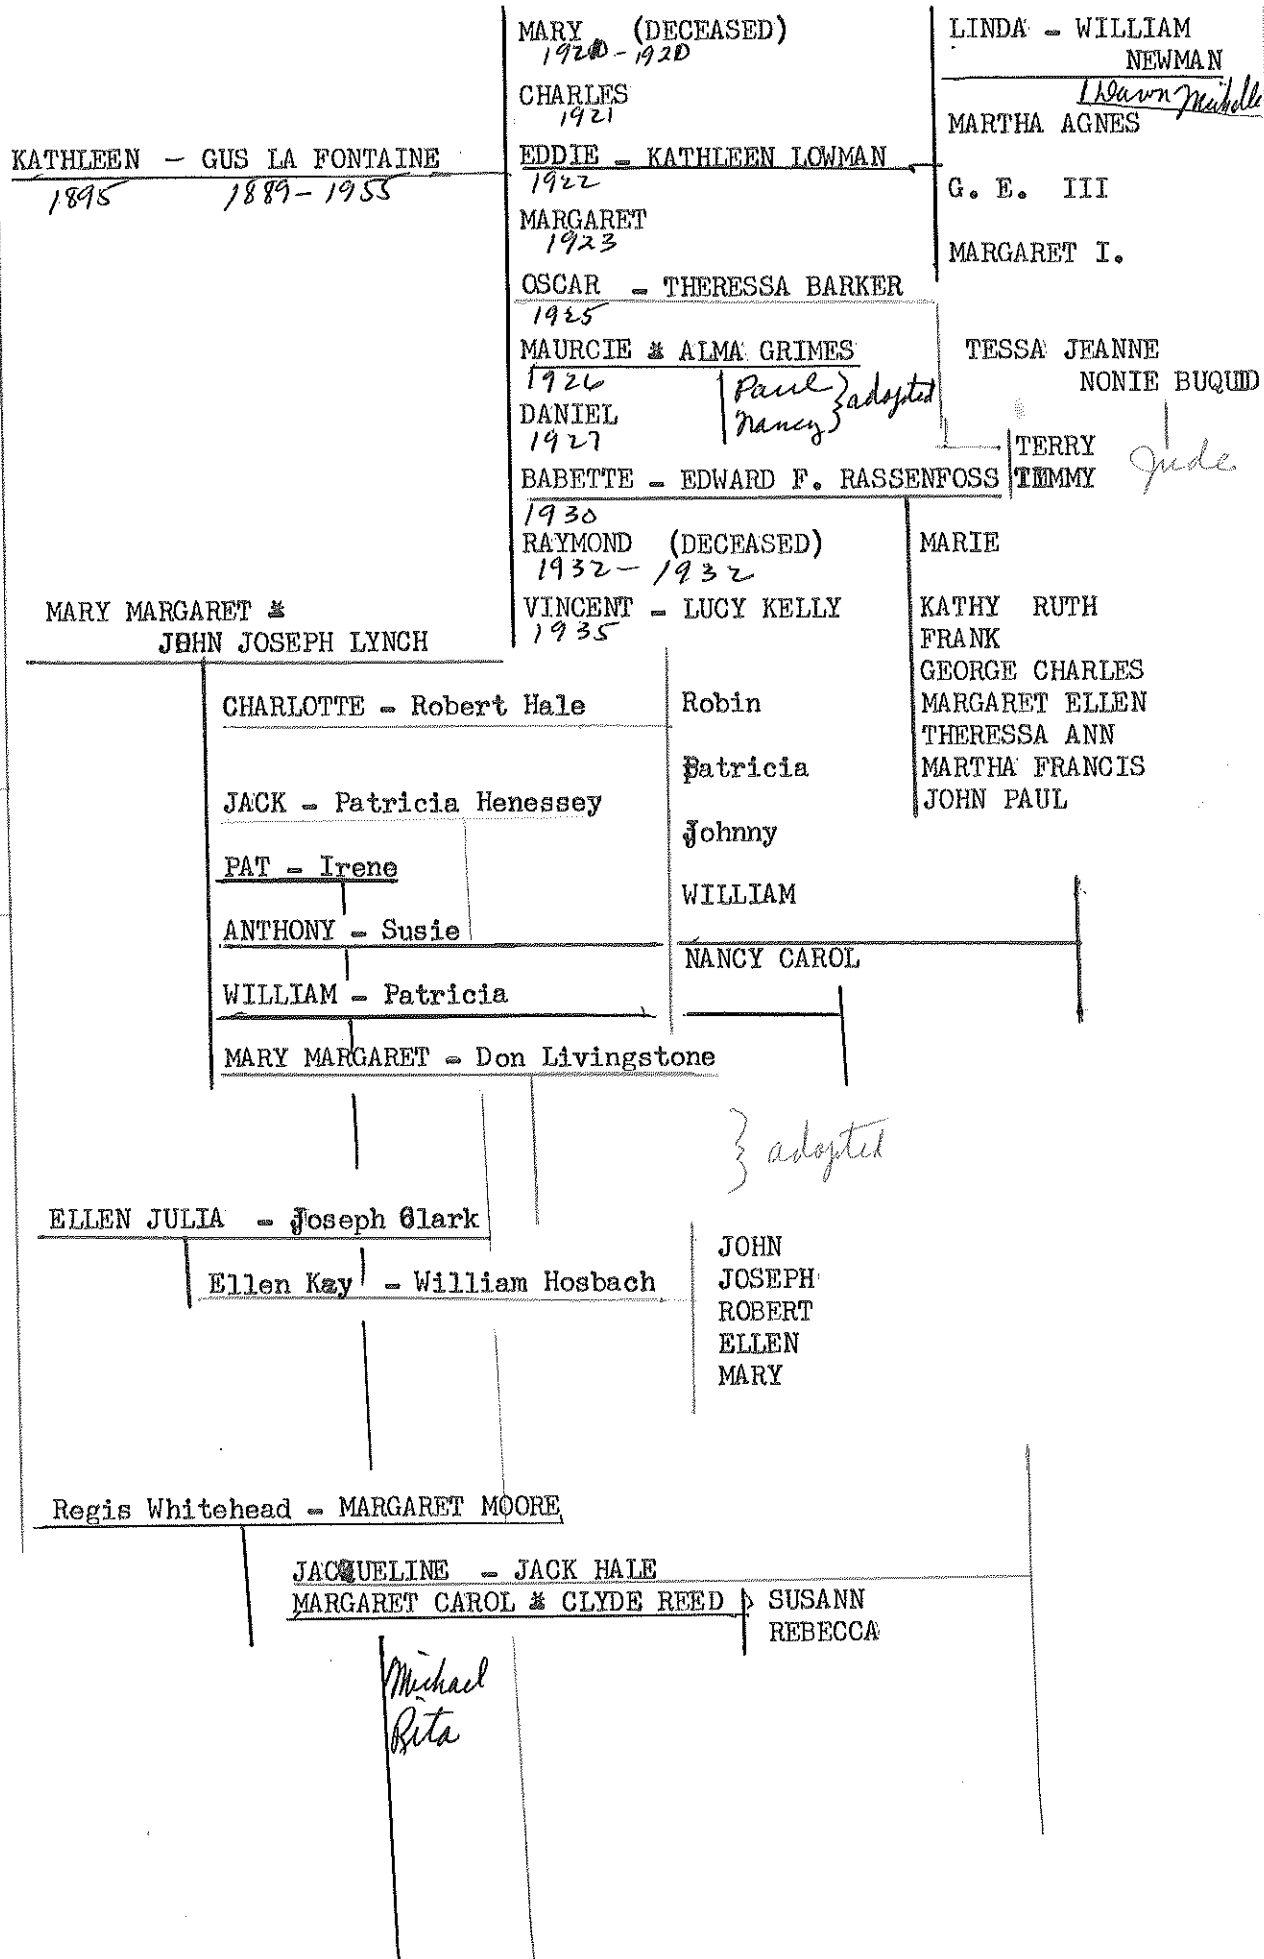 KATHLEEN - GUS LA FONTAINE
1895 1889-1955
MARY (DECEASED)
1920-1920
CHARLES
1921
EDDIE - KATHLEEN LOWMAN
1922
MARGARET
1923
OSCAR - THERESSA BARKER
1925
MAURCIE & ALMA GRIMES
1926
Paul } adopted
Nancy
DANIEL
1927
BABETTE - EDWARD F. RASSENFOSS
1930
RAYMOND (DECEASED)
1932-1932
VINCENT - LUCY KELLY
1935
LINDA - WILLIAM
NEWMAN
Dawn Michelle
MARTHA AGNES
G. E. III
MARGARET I.
TESSA JEANNE
NONIE BUQUID
Jude
TERRY
TIMMY
MARIE
KATHY RUTH
FRANK
GEORGE CHARLES
MARGARET ELLEN
THERESSA ANN
MARTHA FRANCIS
JOHN PAUL
MARY MARGARET &
JOHN JOSEPH LYNCH
CHARLOTTE - Robert Hale
JACK - Patricia Henessey
PAT - Irene
ANTHONY - Susie
WILLIAM - Patricia
MARY MARGARET - Don Livingstone
Robin
Patricia
Johnny
WILLIAM
NANCY CAROL
} adopted
ELLEN JULIA - Joseph Clark
Ellen Kay - William Hosbach
JOHN
JOSEPH
ROBERT
ELLEN
MARY
Regis Whitehead - MARGARET MOORE
JACQUELINE - JACK HALE
MARGARET CAROL & CLYDE REED
SUSANN
REBECCA
Michael
Rita